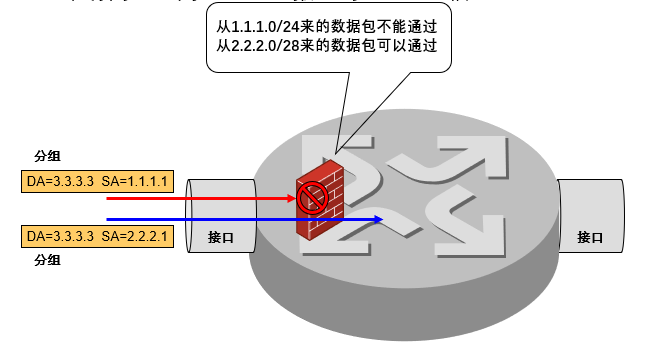 从1.1.1.0/24来的数据包不能通过
从2.2.2.0/28来的数据包可以通过
分组
DA=3.3.3.3 SA=1.1.1.1
接口
接口
DA=3.3.3.3 SA=2.2.2.1
分组